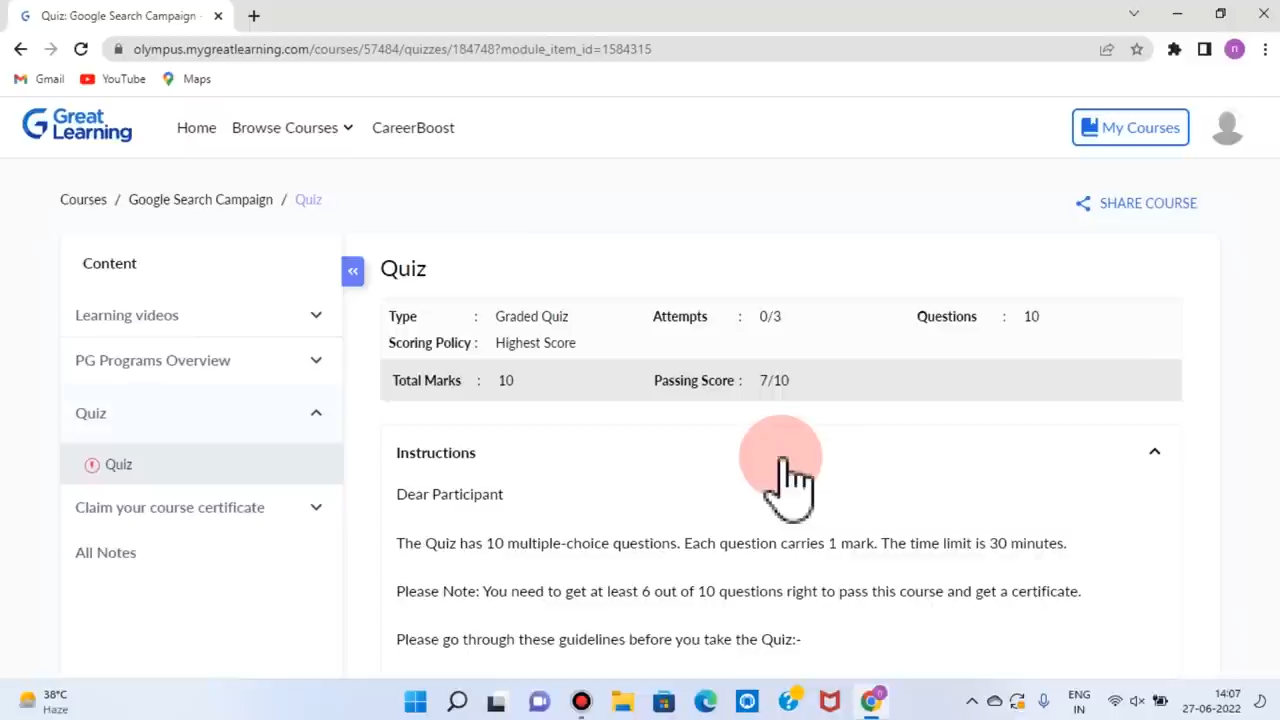 Quiz: Google Search Campaign
olympus.mygreatlearning.com/courses/57484/quizzes/184748?module_item_id=1584315
n
Gmail
YouTube
Maps
Great Learning
Home
Browse Courses
CareerBoost
My Courses
Courses / Google Search Campaign / Quiz
SHARE COURSE
Content
Learning videos
PG Programs Overview
Quiz
Quiz
Claim your course certificate
All Notes
Quiz
Type : Graded Quiz Attempts : 0/3 Questions : 10
Scoring Policy : Highest Score
Total Marks : 10 Passing Score : 7/10
Instructions
Dear Participant
The Quiz has 10 multiple-choice questions. Each question carries 1 mark. The time limit is 30 minutes.
Please Note: You need to get at least 6 out of 10 questions right to pass this course and get a certificate.
Please go through these guidelines before you take the Quiz:-
38°C
Haze
ENG
IN
14:07
27-06-2022